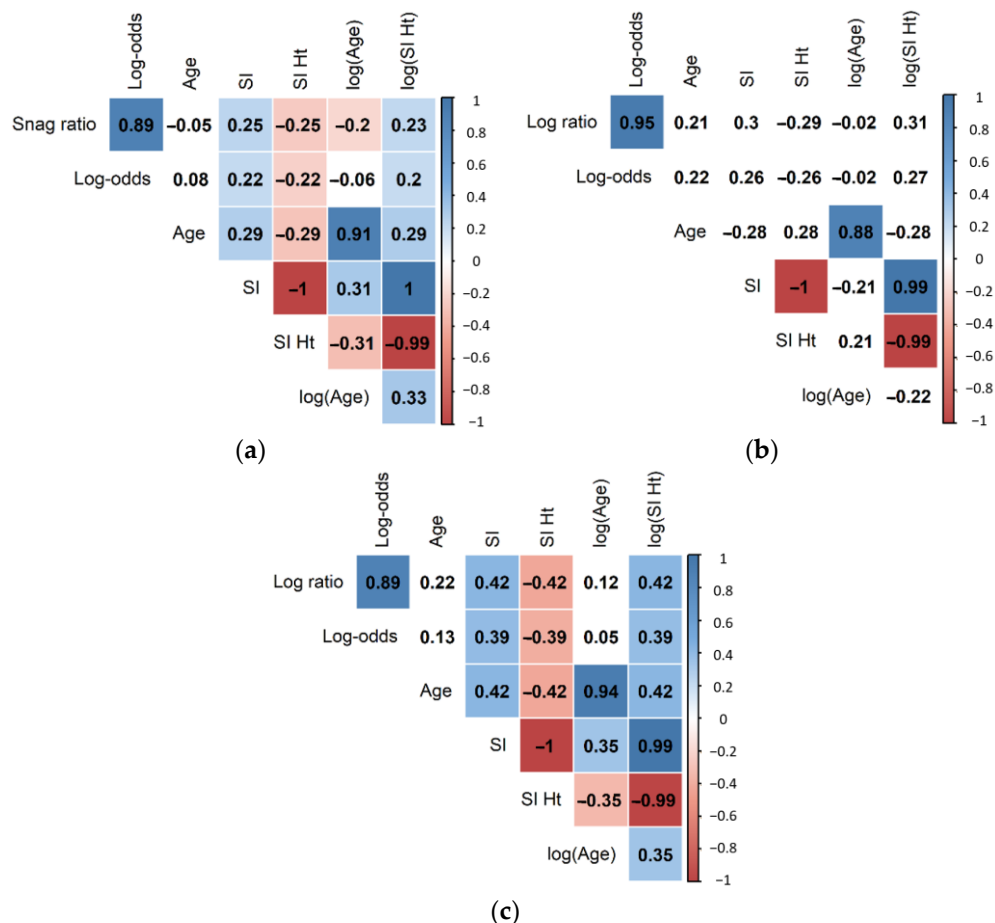 Log-odds Age SI SI Ht log(Age) log(SI Ht)
Snag ratio 0.89 −0.05 0.25 −0.25 −0.2 0.23
Log-odds 0.08 0.22 −0.22 −0.06 0.2
Age 0.29 −0.29 0.91 0.29
SI −1 0.31 1
SI Ht −0.31 −0.99
log(Age) 0.33
1
0.8
0.6
0.4
0.2
0
−0.2
−0.4
−0.6
−0.8
−1
(a)
Log-odds Age SI SI Ht log(Age) log(SI Ht)
Log ratio 0.95 0.21 0.3 −0.29 −0.02 0.31
Log-odds 0.22 0.26 −0.26 −0.02 0.27
Age −0.28 0.28 0.88 −0.28
SI −1 −0.21 0.99
SI Ht 0.21 −0.99
log(Age) −0.22
1
0.8
0.6
0.4
0.2
0
−0.2
−0.4
−0.6
−0.8
−1
(b)
Log-odds Age SI SI Ht log(Age) log(SI Ht)
Log ratio 0.89 0.22 0.42 −0.42 0.12 0.42
Log-odds 0.13 0.39 −0.39 0.05 0.39
Age 0.42 −0.42 0.94 0.42
SI −1 0.35 0.99
SI Ht −0.35 −0.99
log(Age) 0.35
1
0.8
0.6
0.4
0.2
0
−0.2
−0.4
−0.6
−0.8
−1
(c)